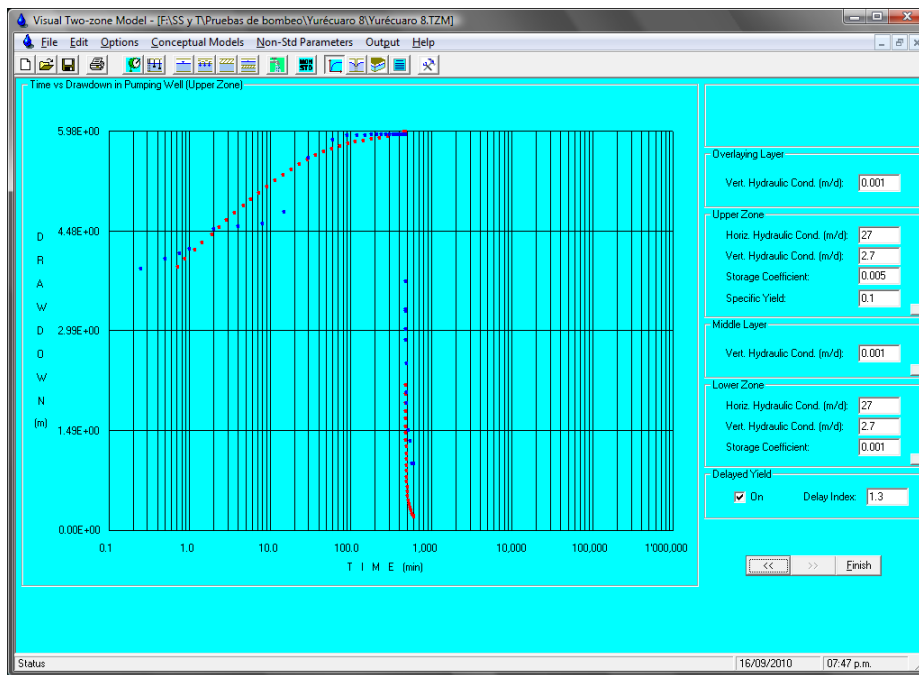 Visual Two-zone Model - [F:\SS y T\Pruebas de bombeo\Yurécuaro 8\Yurécuaro 8.TZM]
File Edit Options Conceptual Models Non-Std Parameters Output Help
Time vs Drawdown in Pumping Well (Upper Zone)
5.98E+00
4.48E+00
2.99E+00
1.49E+00
0.00E+00
D R A W D O W N (m)
0.1 1.0 10.0 100.0 1,000 10,000 100,000 1'000,000
T I M E (min)
Overlaying Layer
Vert. Hydraulic Cond. (m/d): 0.001
Upper Zone
Horiz. Hydraulic Cond. (m/d): 27
Vert. Hydraulic Cond. (m/d): 2.7
Storage Coefficient: 0.005
Specific Yield: 0.1
Middle Layer
Vert. Hydraulic Cond. (m/d): 0.001
Lower Zone
Horiz. Hydraulic Cond. (m/d): 27
Vert. Hydraulic Cond. (m/d): 2.7
Storage Coefficient: 0.001
Delayed Yield
On Delay Index: 1.3
<< >> Finish
Status 16/09/2010 07:47 p.m.